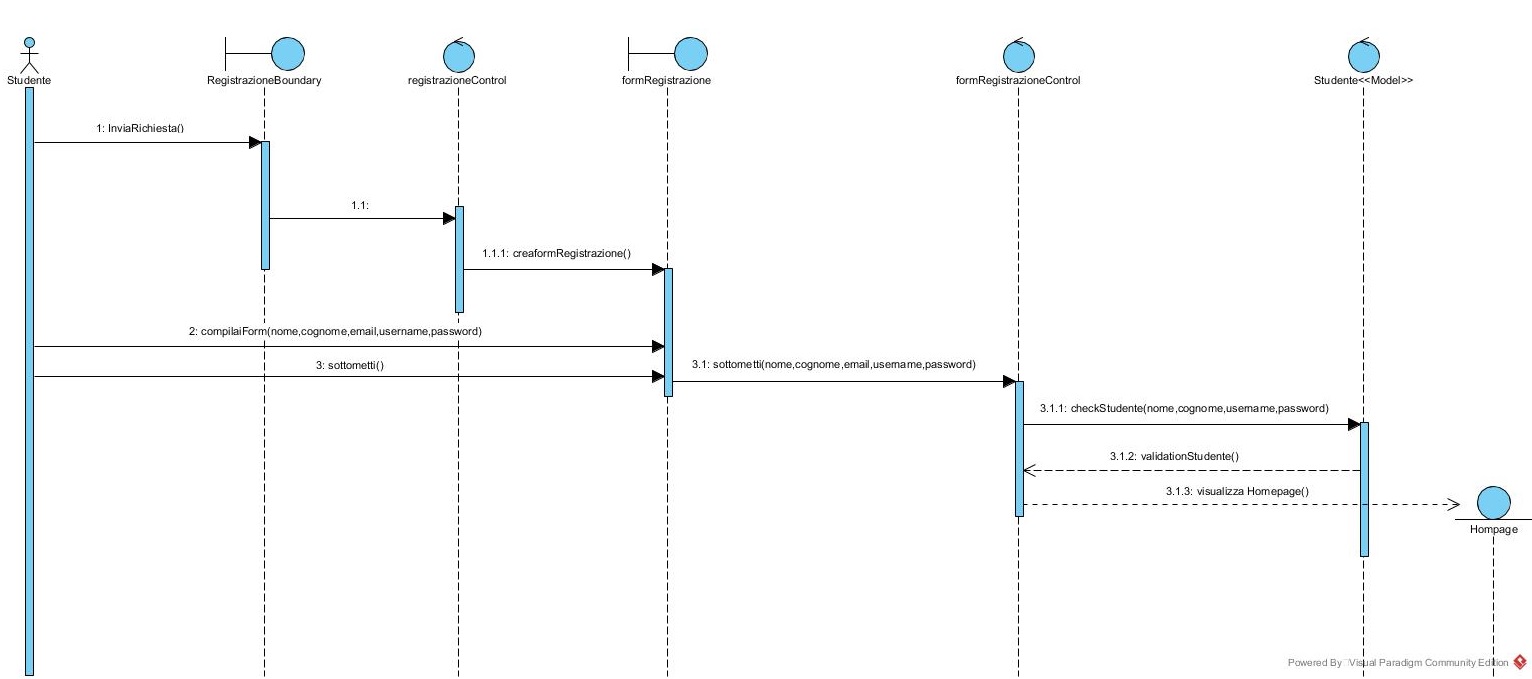 Studente
RegistrazioneBoundary
registrazioneControl
formRegistrazione
formRegistrazioneControl
Studente<<Model>>
1: InviaRichiesta()
1.1:
1.1.1: creaformRegistrazione()
2: compilaiForm(nome,cognome,email,username,password)
3: sottometti()
3.1: sottometti(nome,cognome,email,username,password)
3.1.1: checkStudente(nome,cognome,username,password)
3.1.2: validationStudente()
3.1.3: visualizza Homepage()
Hompage
Powered By Visual Paradigm Community Edition